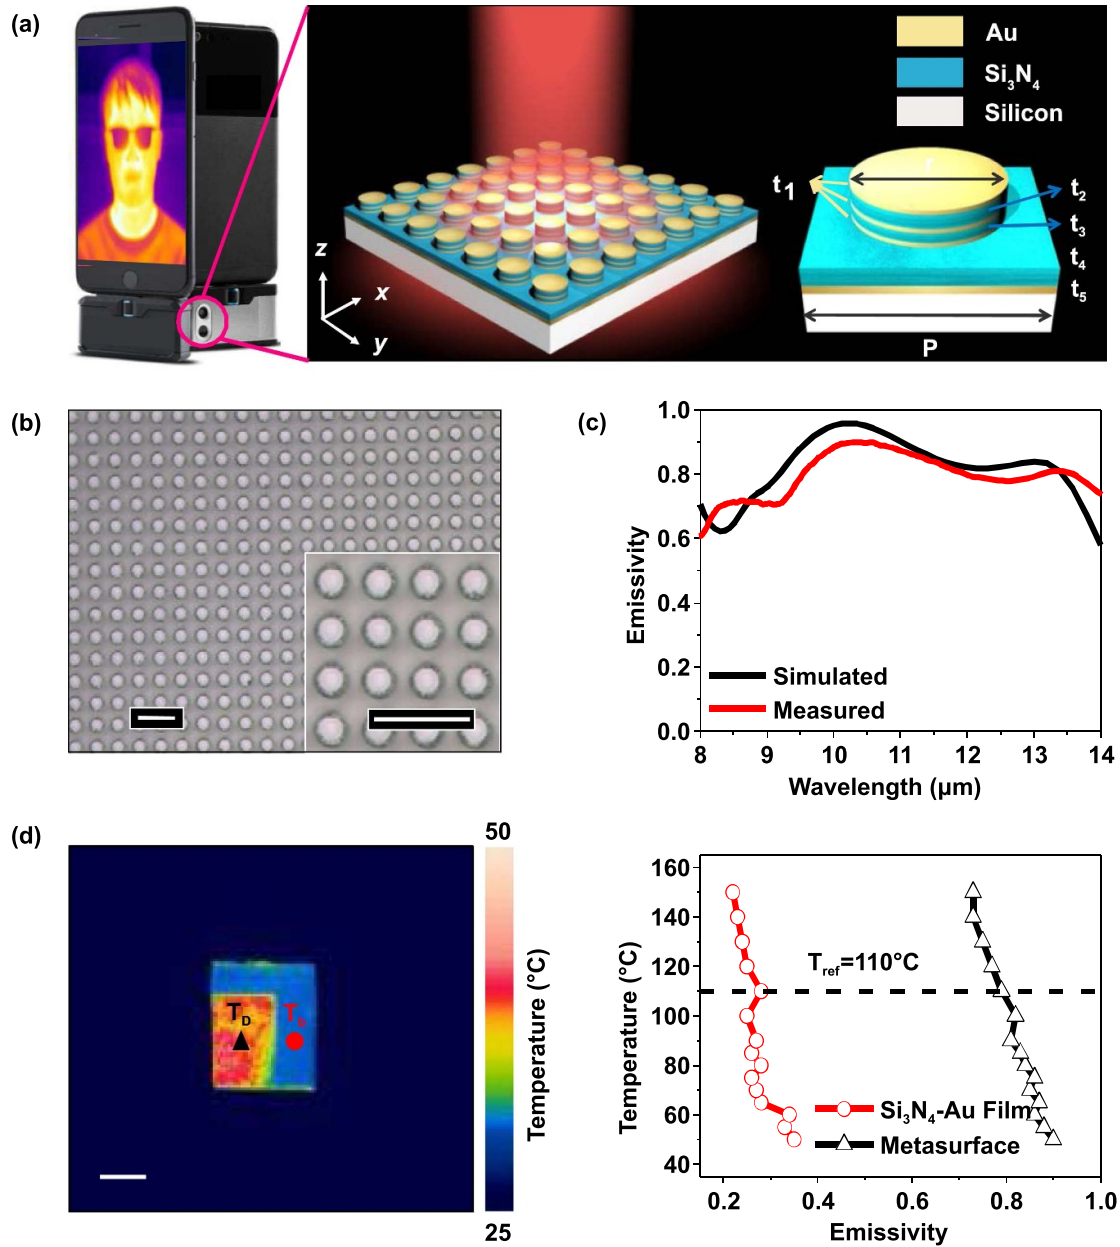 (a)
Au
Si3N4
Silicon
r
t1
t2
t3
t4
t5
P
z
x
y
(b)
(c)
1.0
0.8
0.6
0.4
0.2
0.0
Emissivity
Simulated
Measured
8 9 10 11 12 13 14
Wavelength (µm)
(d)
50
Temperature (°C)
25
TD
Tb
160
140
120
100
80
60
40
Temperature (°C)
Tref=110°C
Si3N4-Au Film
Metasurface
0.2 0.4 0.6 0.8 1.0
Emissivity